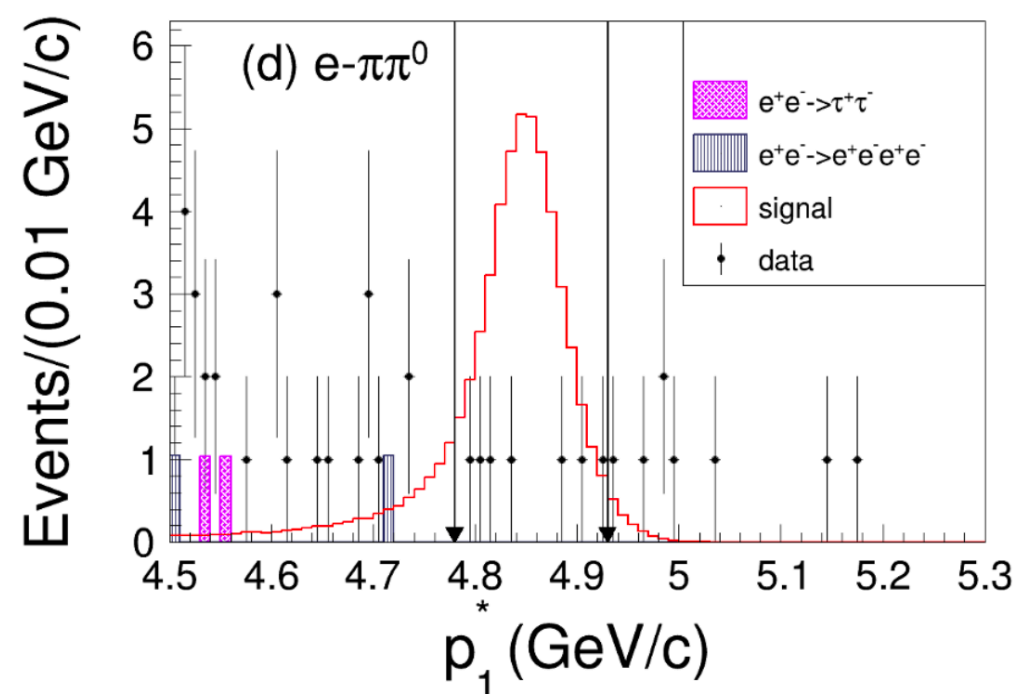 (d) e-ππ⁰
e⁺e⁻->τ⁺τ⁻
e⁺e⁻->e⁺e⁻e⁺e⁻
signal
data
Events/(0.01 GeV/c)
6
5
4
3
2
1
0
4.5 4.6 4.7 4.8 4.9 5 5.1 5.2 5.3
p₁* (GeV/c)